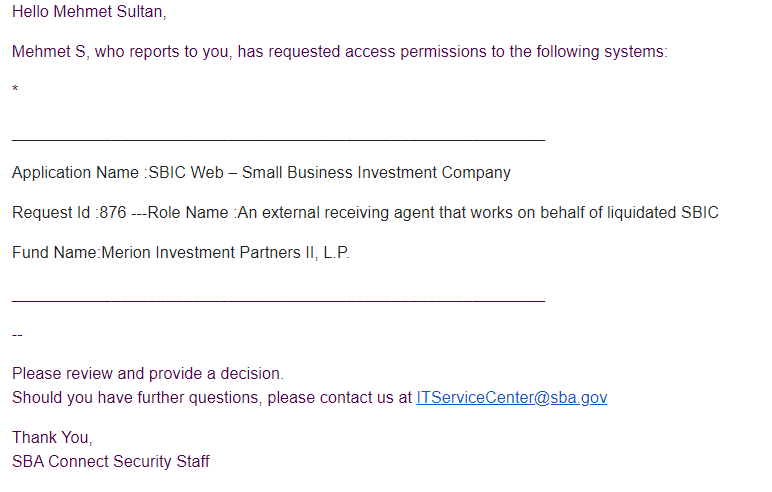 Hello Mehmet Sultan,
Mehmet S, who reports to you, has requested access permissions to the following systems:
*
____________________________________________________________
Application Name :SBIC Web – Small Business Investment Company
Request Id :876 ---Role Name :An external receiving agent that works on behalf of liquidated SBIC
Fund Name:Merion Investment Partners II, L.P.
____________________________________________________________
--
Please review and provide a decision.
Should you have further questions, please contact us at ITServiceCenter@sba.gov
Thank You,
SBA Connect Security Staff